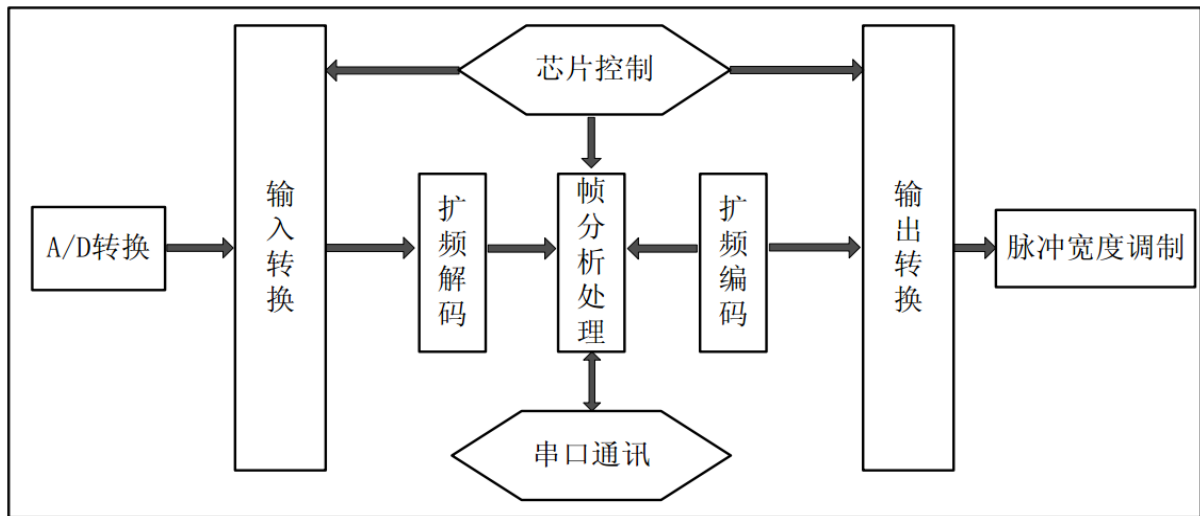 芯片控制
A/D转换
输入转换
扩频解码
帧分析处理
扩频编码
输出转换
脉冲宽度调制
串口通讯